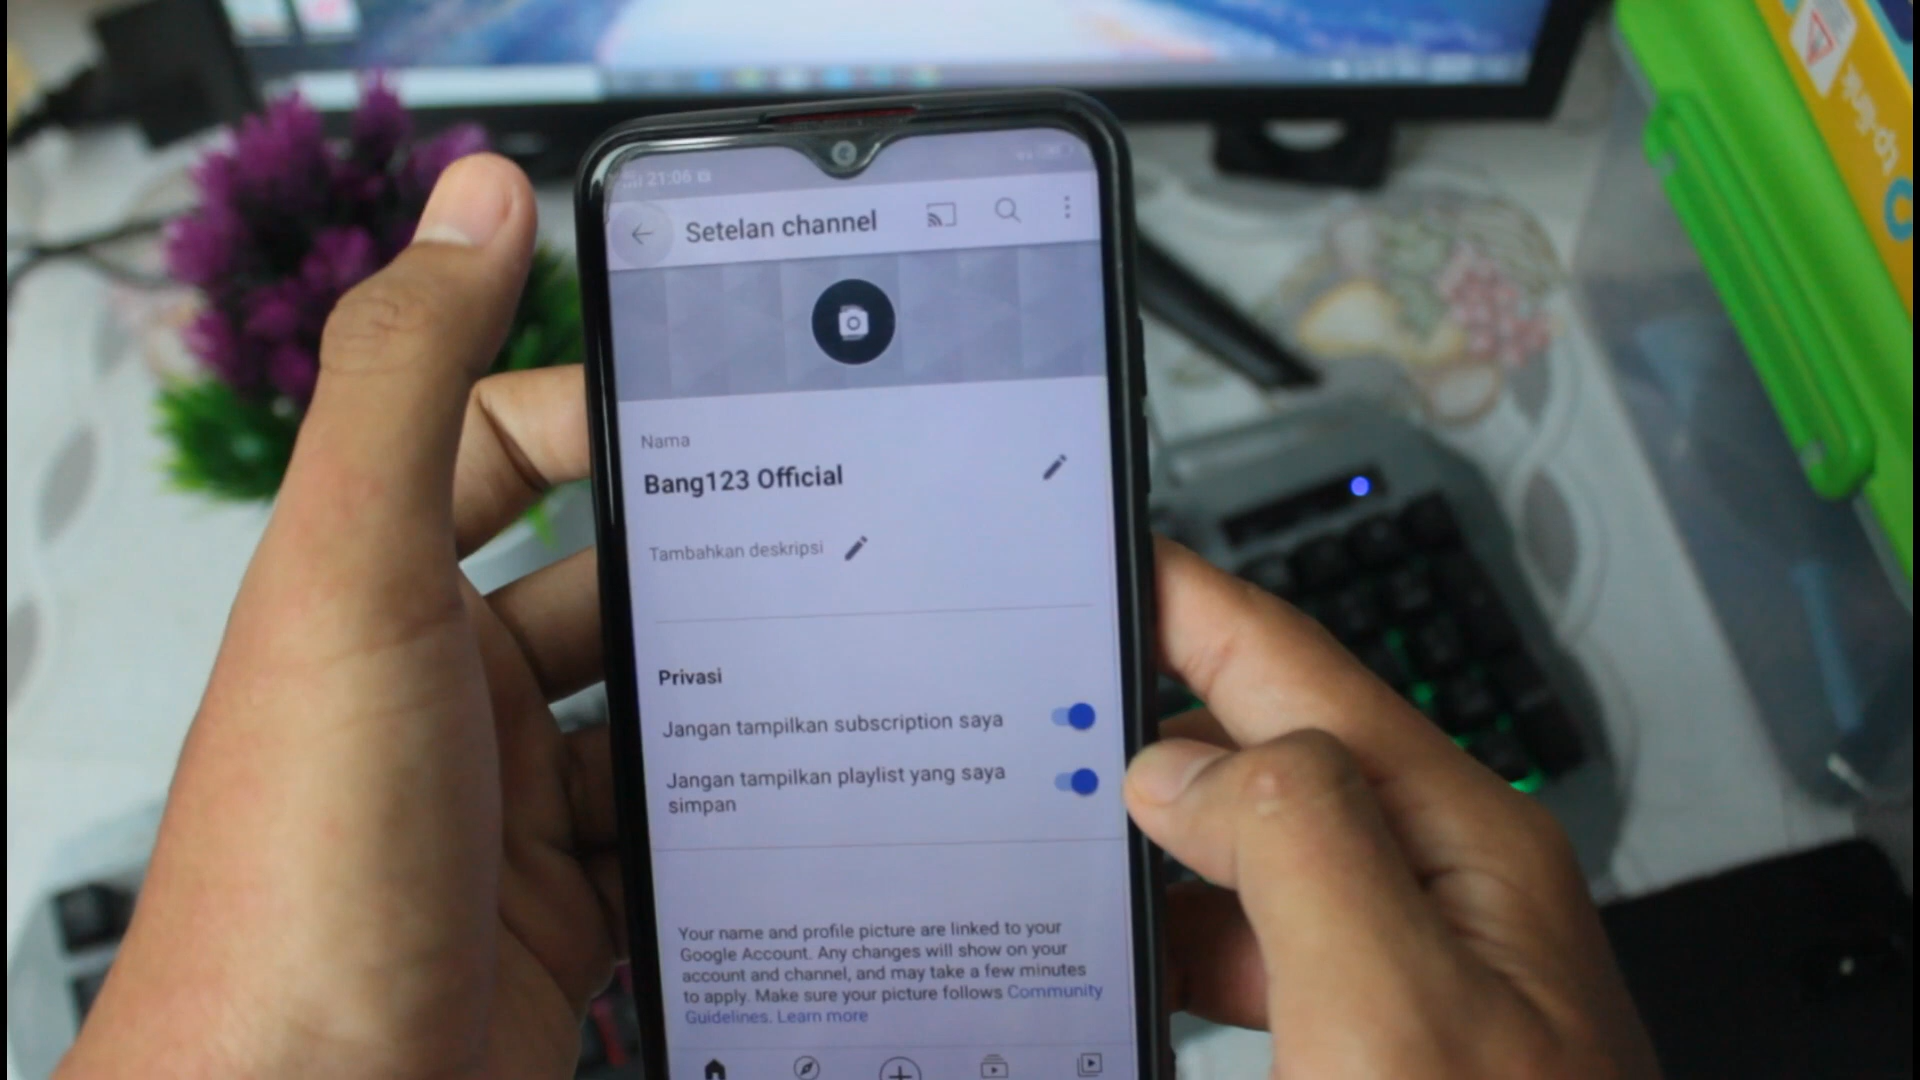 21:06
Setelan channel
Nama
Bang123 Official
Tambahkan deskripsi
Privasi
Jangan tampilkan subscription saya
Jangan tampilkan playlist yang saya
simpan
Your name and profile picture are linked to your
Google Account. Any changes will show on your
account and channel, and may take a few minutes
to apply. Make sure your picture follows Community
Guidelines. Learn more